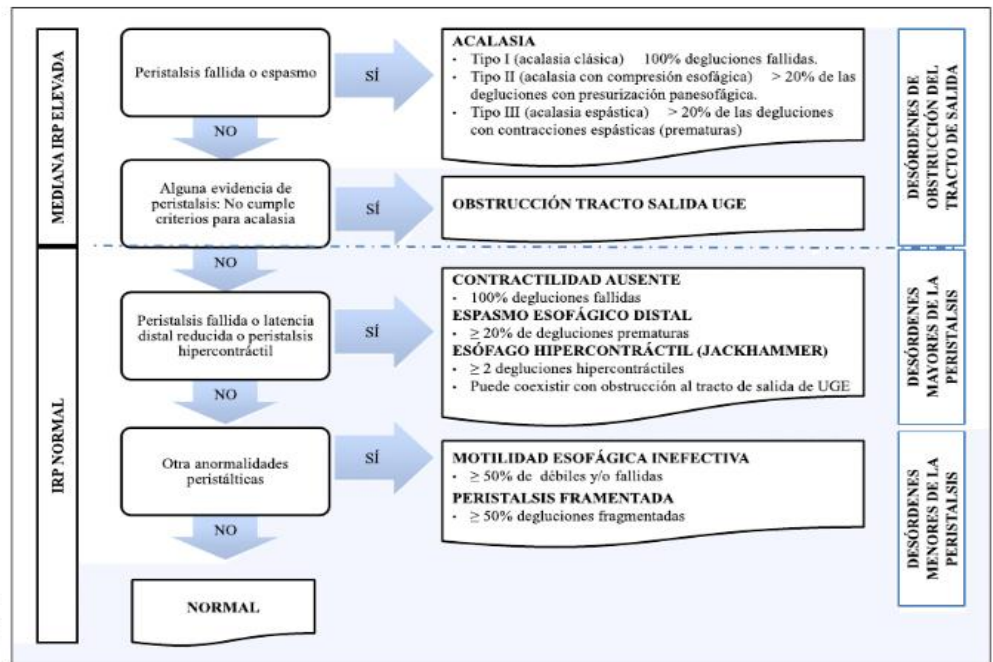 MEDIANA IRP ELEVADA
Peristalsis fallida o espasmo
SÍ
ACALASIA
· Tipo I (acalasia clásica) 100% degluciones fallidas.
· Tipo II (acalasia con compresión esofágica) > 20% de las
degluciones con presurización panesofágica.
· Tipo III (acalasia espástica) > 20% de las degluciones
con contracciones espásticas (prematuras)
DESÓRDENES DE
OBSTRUCCIÓN DEL
TRACTO DE SALIDA
NO
Alguna evidencia de
peristalsis: No cumple
criterios para acalasia
SÍ
OBSTRUCCIÓN TRACTO SALIDA UGE
NO
IRP NORMAL
Peristalsis fallida o latencia
distal reducida o peristalsis
hipercontráctil
SÍ
CONTRACTILIDAD AUSENTE
· 100% degluciones fallidas
ESPASMO ESOFÁGICO DISTAL
· ≥ 20% de degluciones prematuras
ESÓFAGO HIPERCONTRÁCTIL (JACKHAMMER)
· ≥ 2 degluciones hipercontráctiles
· Puede coexistir con obstrucción al tracto de salida de UGE
DESÓRDENES
MAYORES DE LA
PERISTALSIS
NO
Otra anormalidades
peristálticas
SÍ
MOTILIDAD ESOFÁGICA INEFECTIVA
· ≥ 50% de débiles y/o fallidas
PERISTALSIS FRAMENTADA
· ≥ 50% degluciones fragmentadas
DESÓRDENES
MENORES DE LA
PERISTALSIS
NO
NORMAL